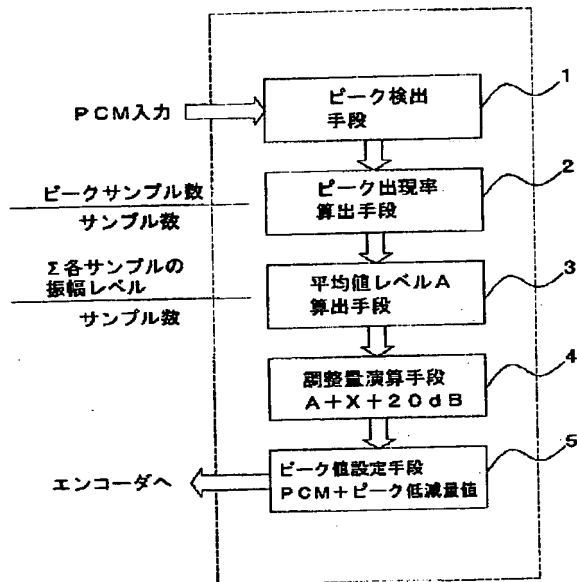 PCM入力
ピーク検出
手段
1
ピークサンプル数
サンプル数
ピーク出現率
算出手段
2
Σ各サンプルの
振幅レベル
サンプル数
平均値レベルA
算出手段
3
調整量演算手段
A+X+20dB
4
エンコーダへ
ピーク値設定手段
PCM+ピーク低減量値
5